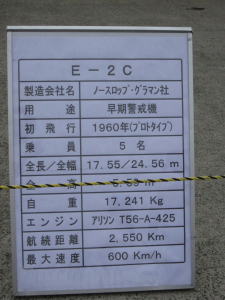 E-2C
製造会社名 ノースロップ・グラマン社
用途 早期警戒機
初飛行 1960年(プロトタイプ)
乗員 5名
全長/全幅 17.55/24.56 m
全高 5.59 m
自重 17,241 Kg
エンジン アリソン T56-A-425
航続距離 2,550 Km
最大速度 600 Km/h